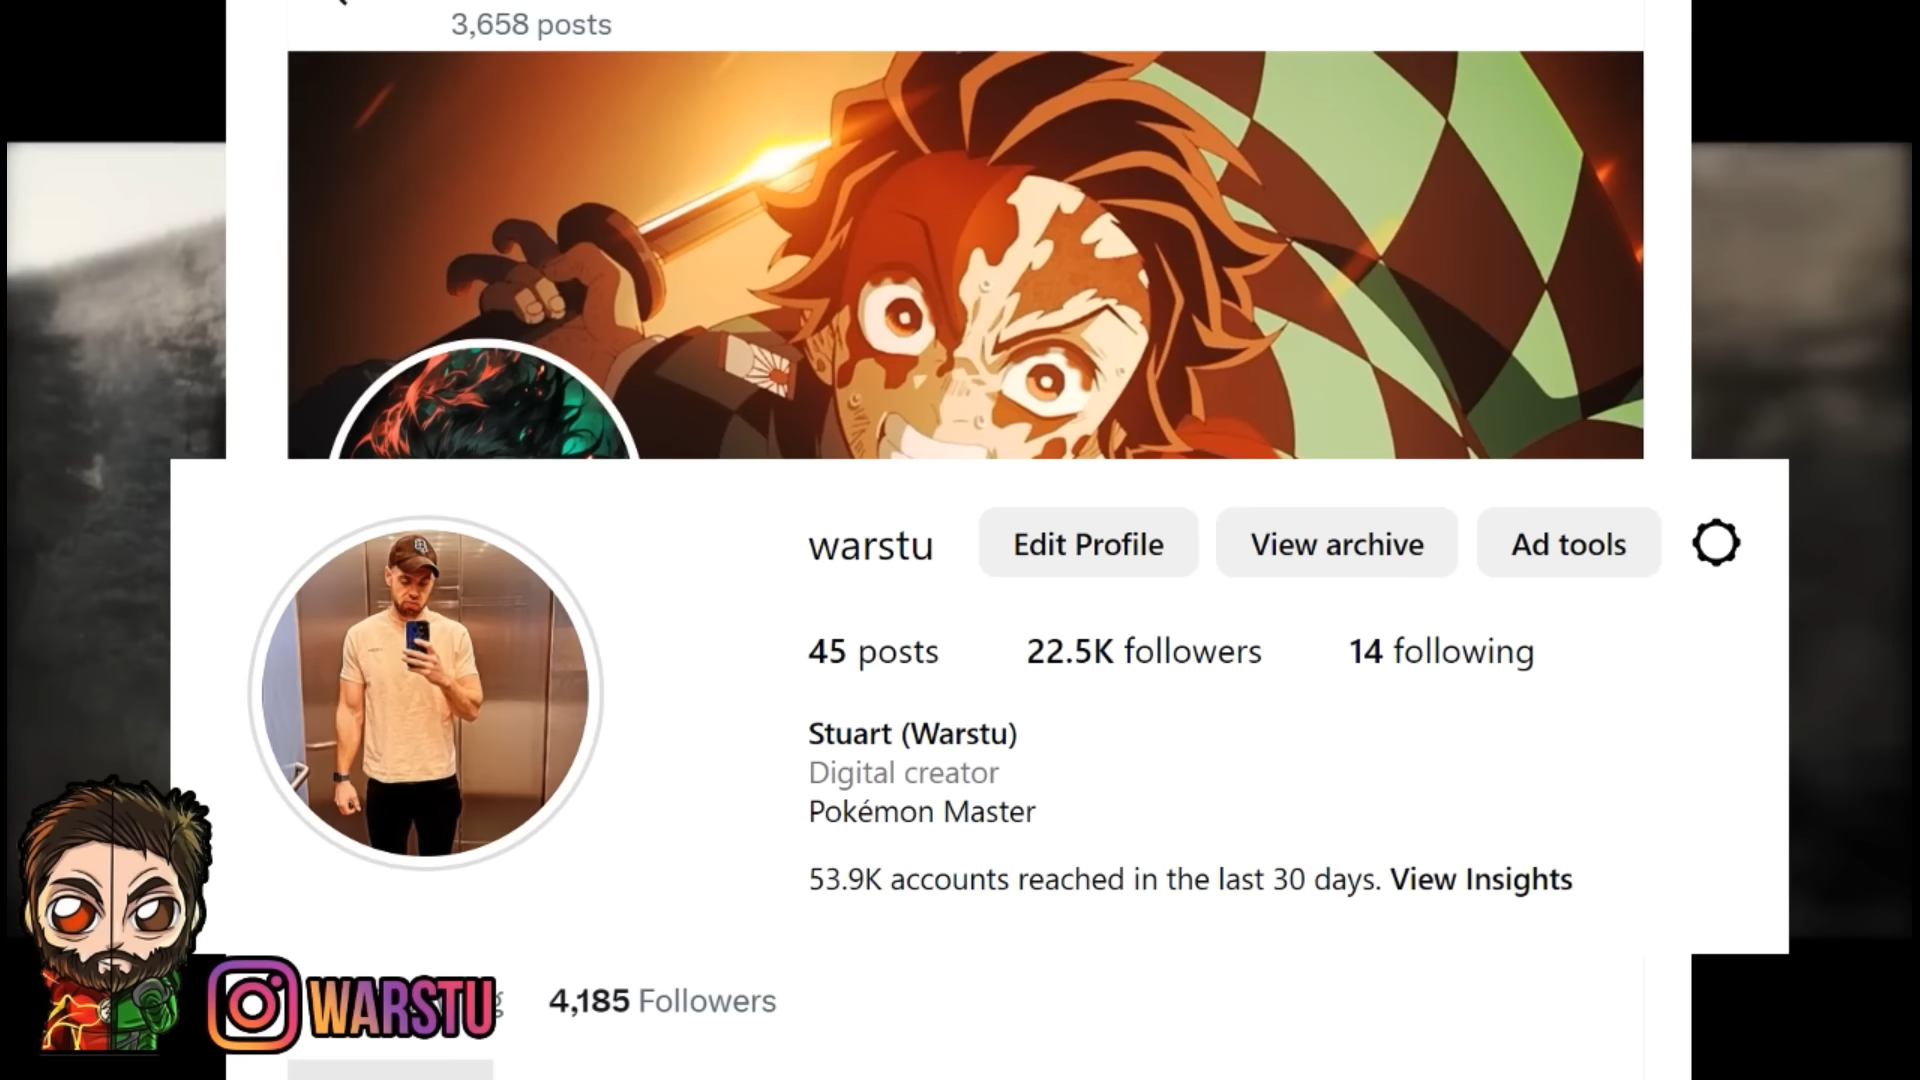 3,658 posts
warstu Edit Profile View archive Ad tools
45 posts 22.5K followers 14 following
Stuart (Warstu)
Digital creator
Pokémon Master
53.9K accounts reached in the last 30 days. View Insights
WARSTU
4,185 Followers